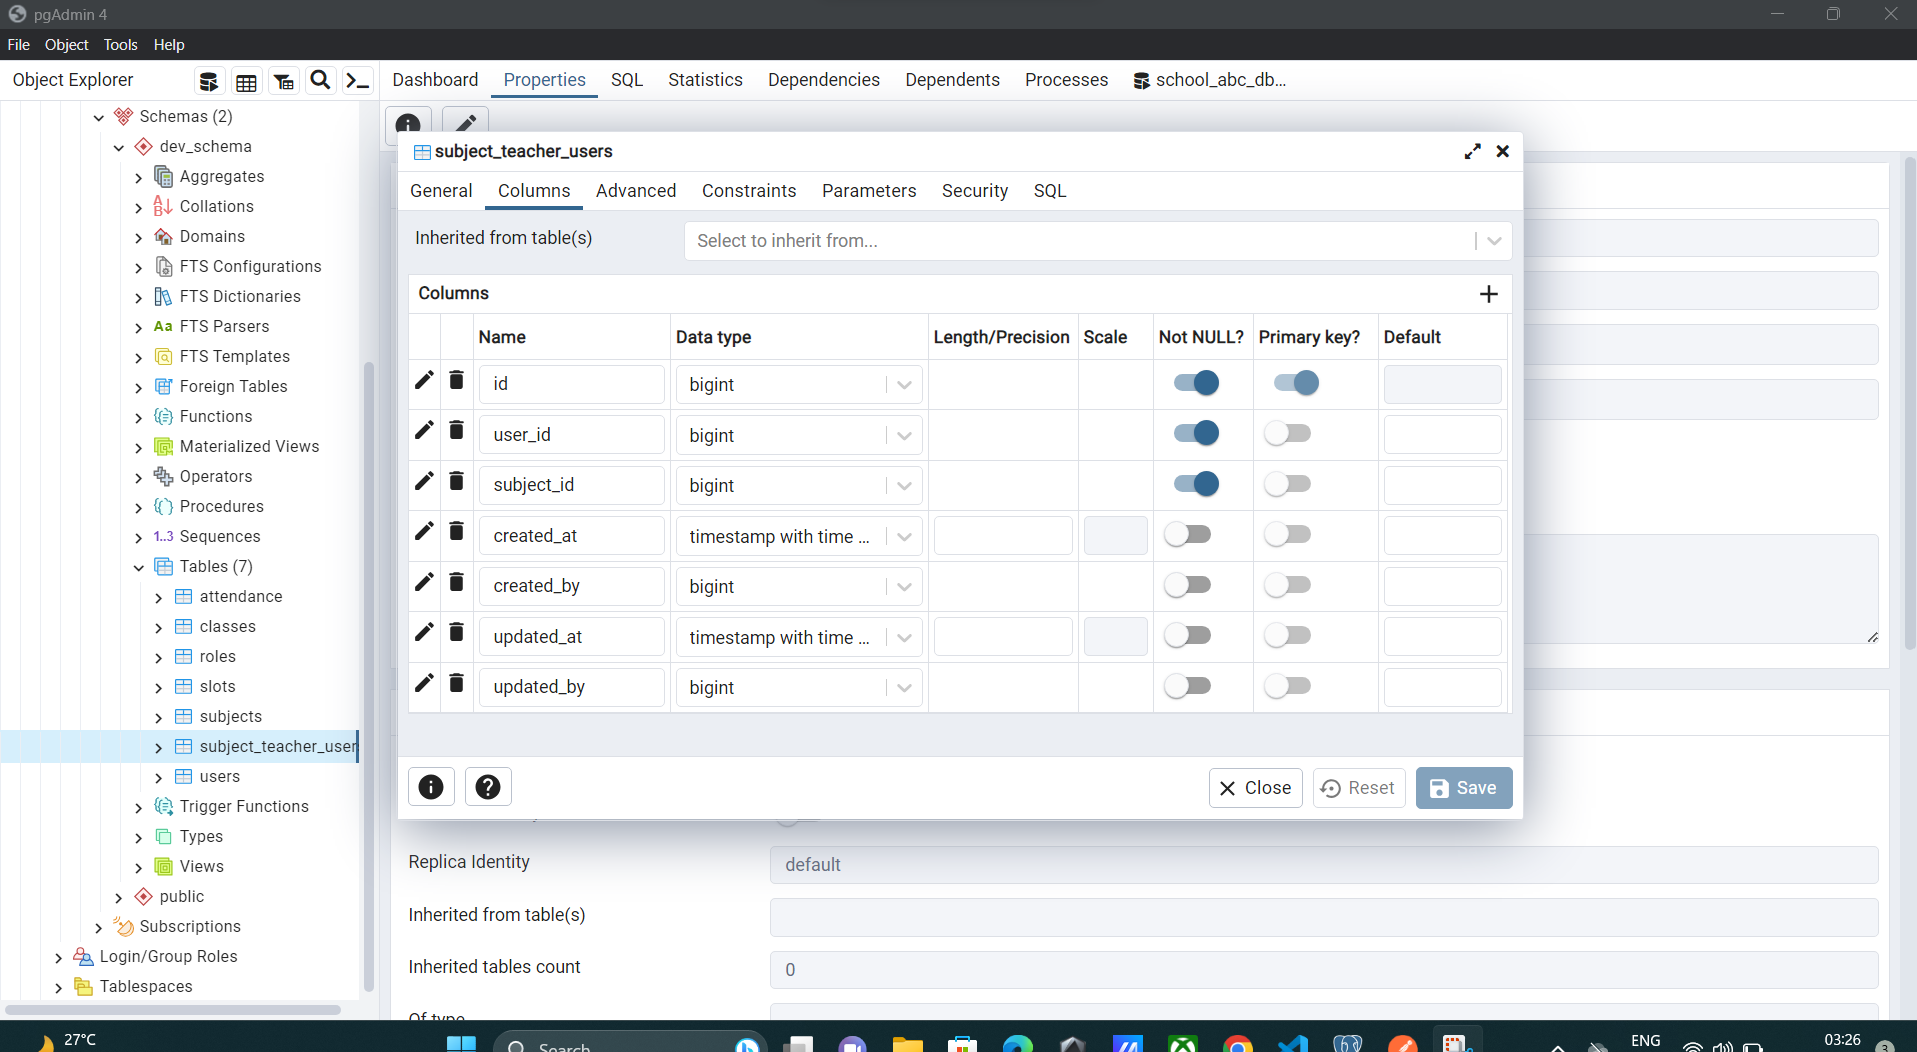 pgAdmin 4
File Object Tools Help
Object Explorer
Dashboard Properties SQL Statistics Dependencies Dependents Processes school_abc_db...
Schemas (2)
dev_schema
Aggregates
Collations
Domains
FTS Configurations
FTS Dictionaries
Aa FTS Parsers
FTS Templates
Foreign Tables
Functions
Materialized Views
Operators
Procedures
1..3 Sequences
Tables (7)
attendance
classes
roles
slots
subjects
subject_teacher_user
users
Trigger Functions
Types
Views
public
Subscriptions
Login/Group Roles
Tablespaces
subject_teacher_users
General Columns Advanced Constraints Parameters Security SQL
Inherited from table(s) Select to inherit from...
Columns
Name Data type Length/Precision Scale Not NULL? Primary key? Default
id bigint
user_id bigint
subject_id bigint
created_at timestamp with time ...
created_by bigint
updated_at timestamp with time ...
updated_by bigint
Close Reset Save
Replica Identity default
Inherited from table(s)
Inherited tables count 0
Of type
27°C
Search
ENG
03:26
3